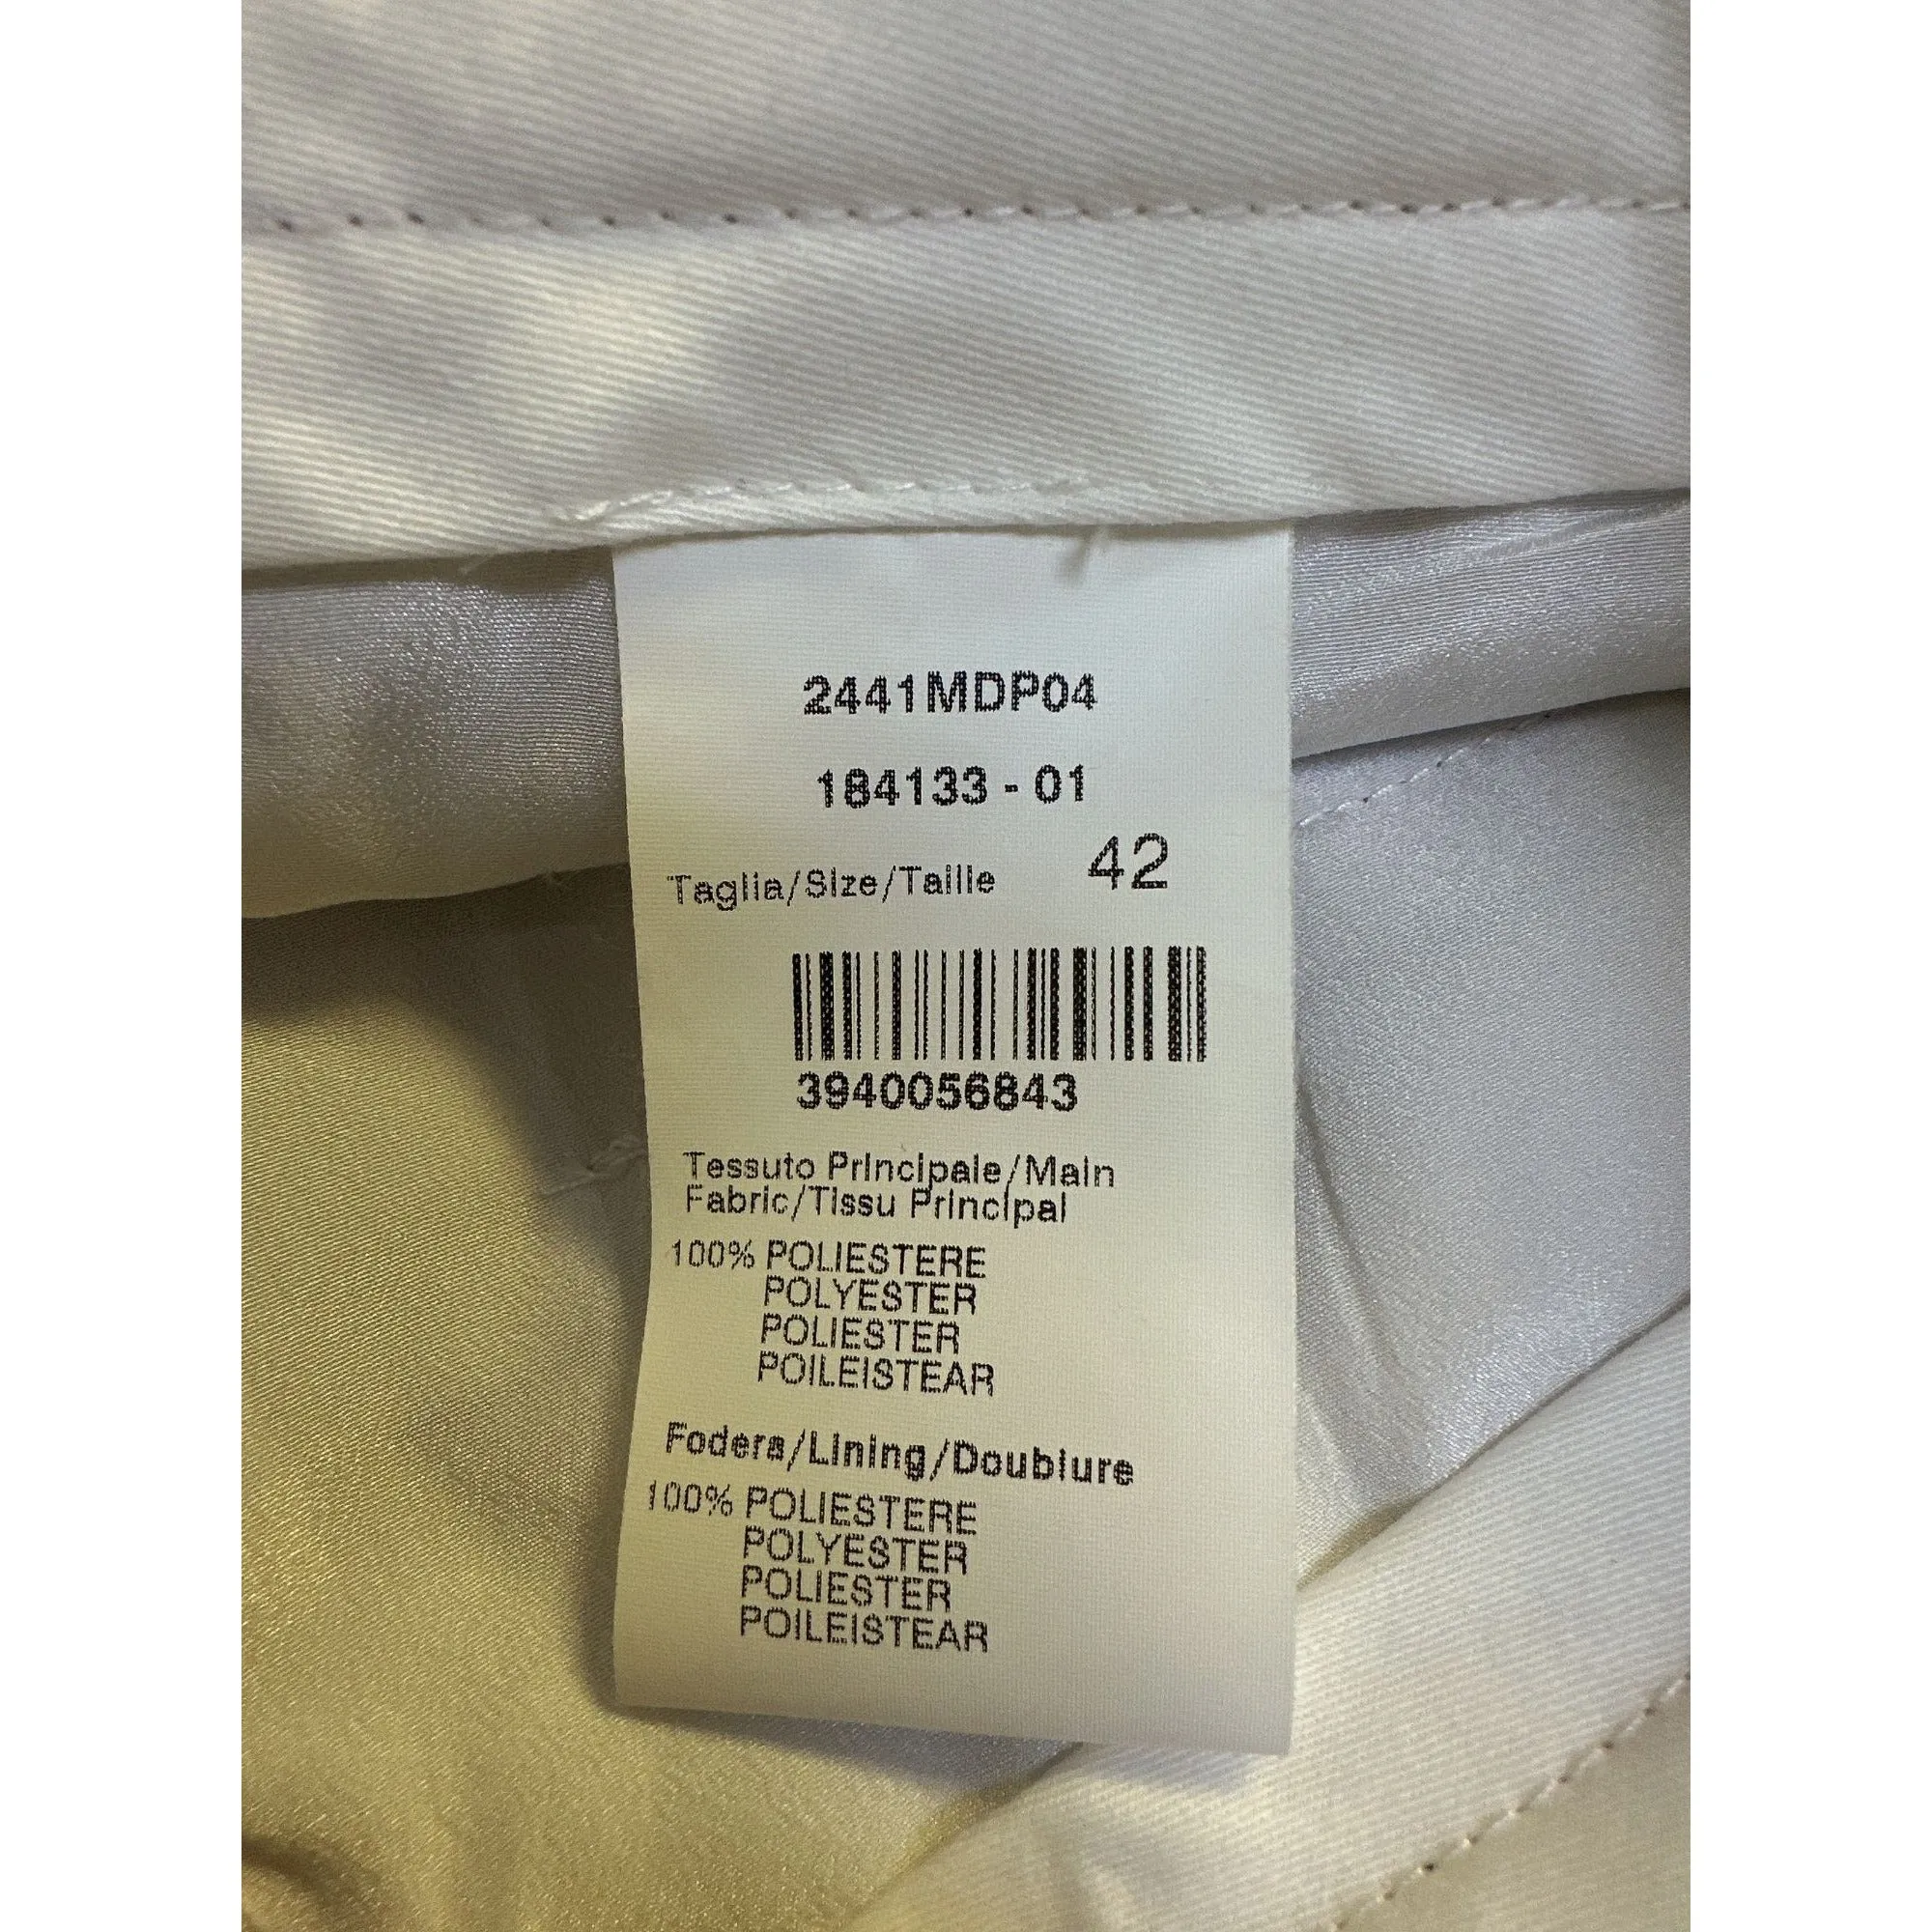 2441MDP04
184133 - 01
Taglia/Size/Taille 42
3940056843
Tessuto Principale/Main
Fabric/Tissu Principal
100% POLIESTERE
POLYESTER
POLIESTER
POILEISTEAR
Fodera/Lining/Doublure
100% POLIESTERE
POLYESTER
POLIESTER
POILEISTEAR